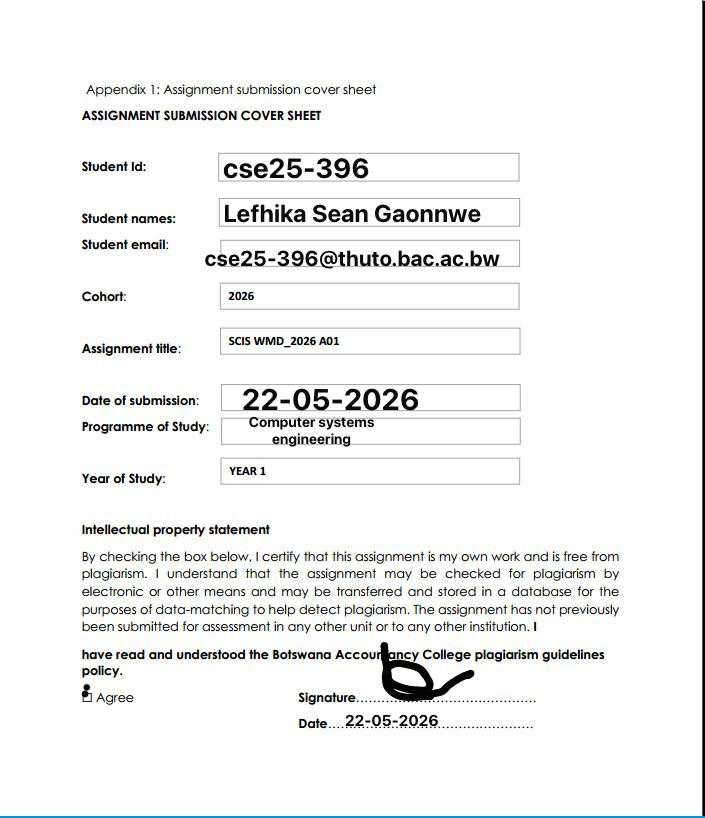 Appendix 1: Assignment submission cover sheet
ASSIGNMENT SUBMISSION COVER SHEET
Student Id: cse25-396
Student names: Lefhika Sean Gaonnwe
Student email: cse25-396@thuto.bac.ac.bw
Cohort: 2026
Assignment title: SCIS WMD_2026 A01
Date of submission: 22-05-2026
Programme of Study: Computer systems
engineering
Year of Study: YEAR 1
Intellectual property statement
By checking the box below, I certify that this assignment is my own work and is free from
plagiarism. I understand that the assignment may be checked for plagiarism by
electronic or other means and may be transferred and stored in a database for the
purposes of data-matching to help detect plagiarism. The assignment has not previously
been submitted for assessment in any other unit or to any other institution. I
have read and understood the Botswana Accountancy College plagiarism guidelines
policy.
Agree Signature
Date 22-05-2026